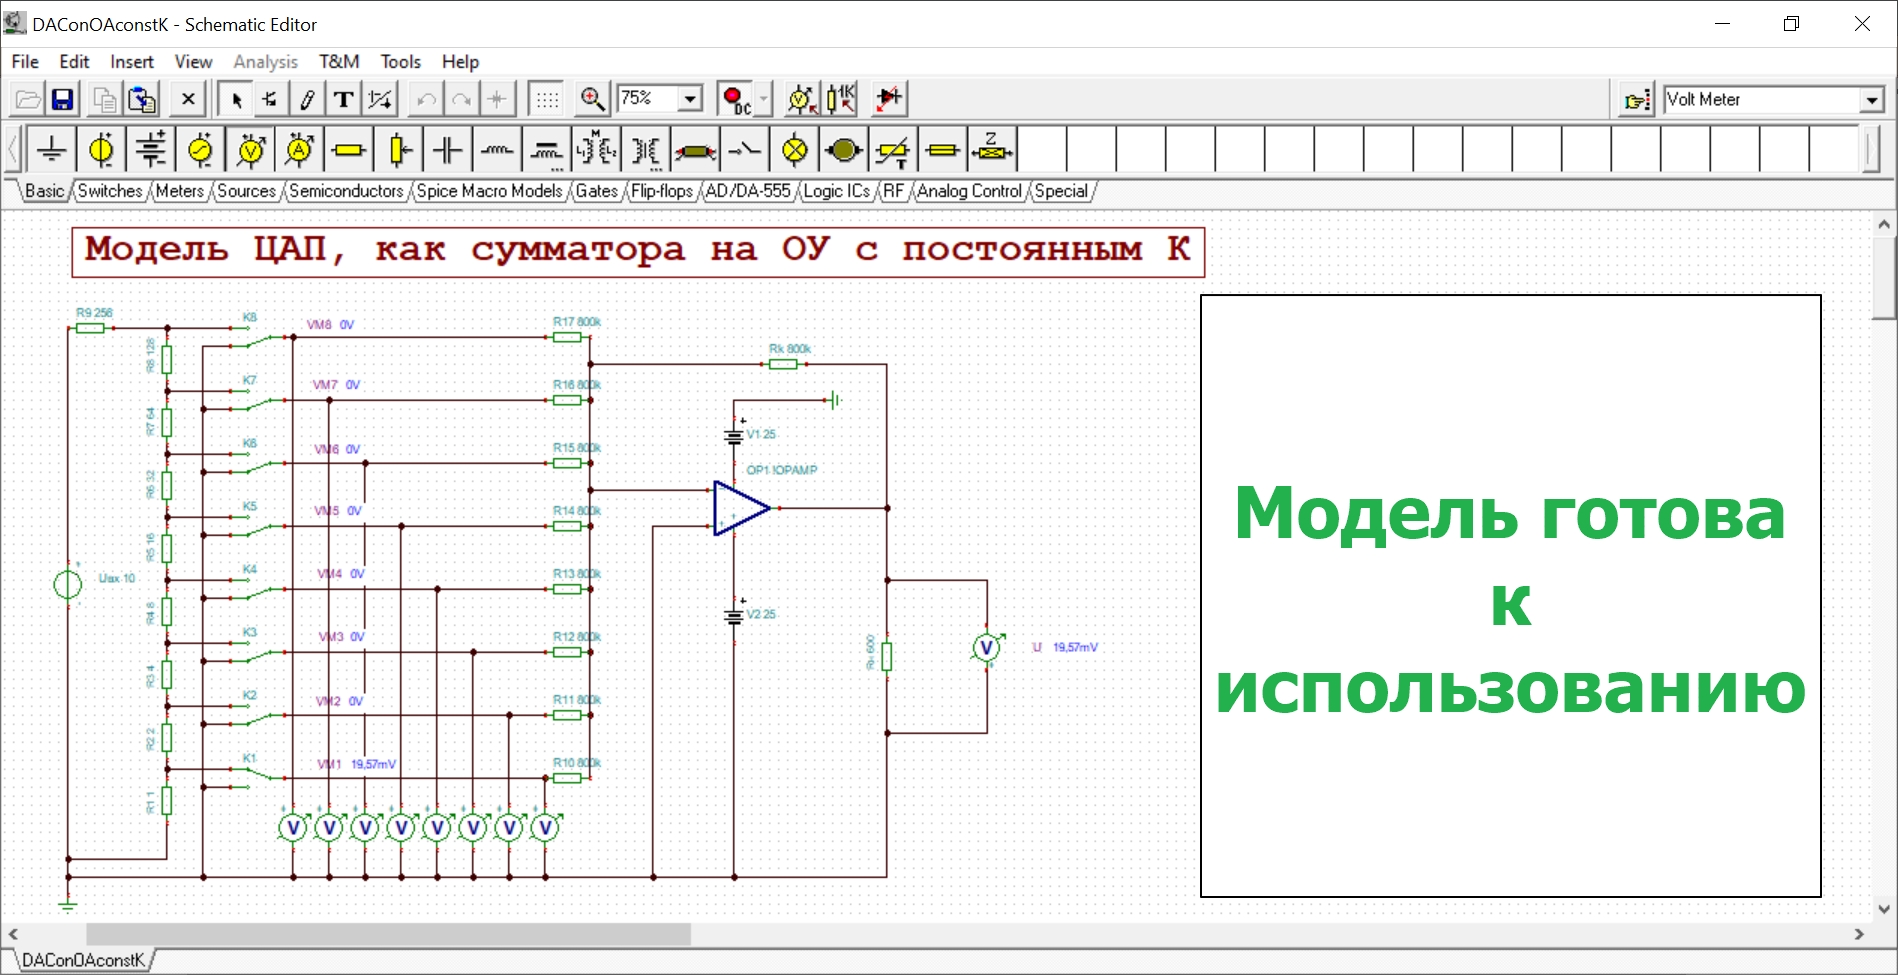 DAConOAconstK - Schematic Editor
File Edit Insert View Analysis T&M Tools Help
75% DC 1K Volt Meter
Basic Switches Meters Sources Semiconductors Spice Macro Models Gates Flip-flops AD/DA-555 Logic ICs RF Analog Control Special
Модель ЦАП, как сумматора на ОУ с постоянным К
R9 256
K8
VM8 0V
R17 800k
R8 128
Rk 800k
K7
VM7 0V
R16 800k
R7 64
V1 25
K6
VM6 0V
R15 800k
OP1 !OPAMP
R6 32
K5
VM5 0V
R14 800k
R5 16
K4
VM4 0V
R13 800k
Uвх 10
R4 8
V2 25
K3
VM3 0V
R12 800k
Rн 600
U 19,57mV
R3 4
K2
VM2 0V
R11 800k
R2 2
K1
VM1 19,57mV
R10 800k
R1 1
V V V V V V V V
V
Модель готова
к
использованию
DAConOAconstK